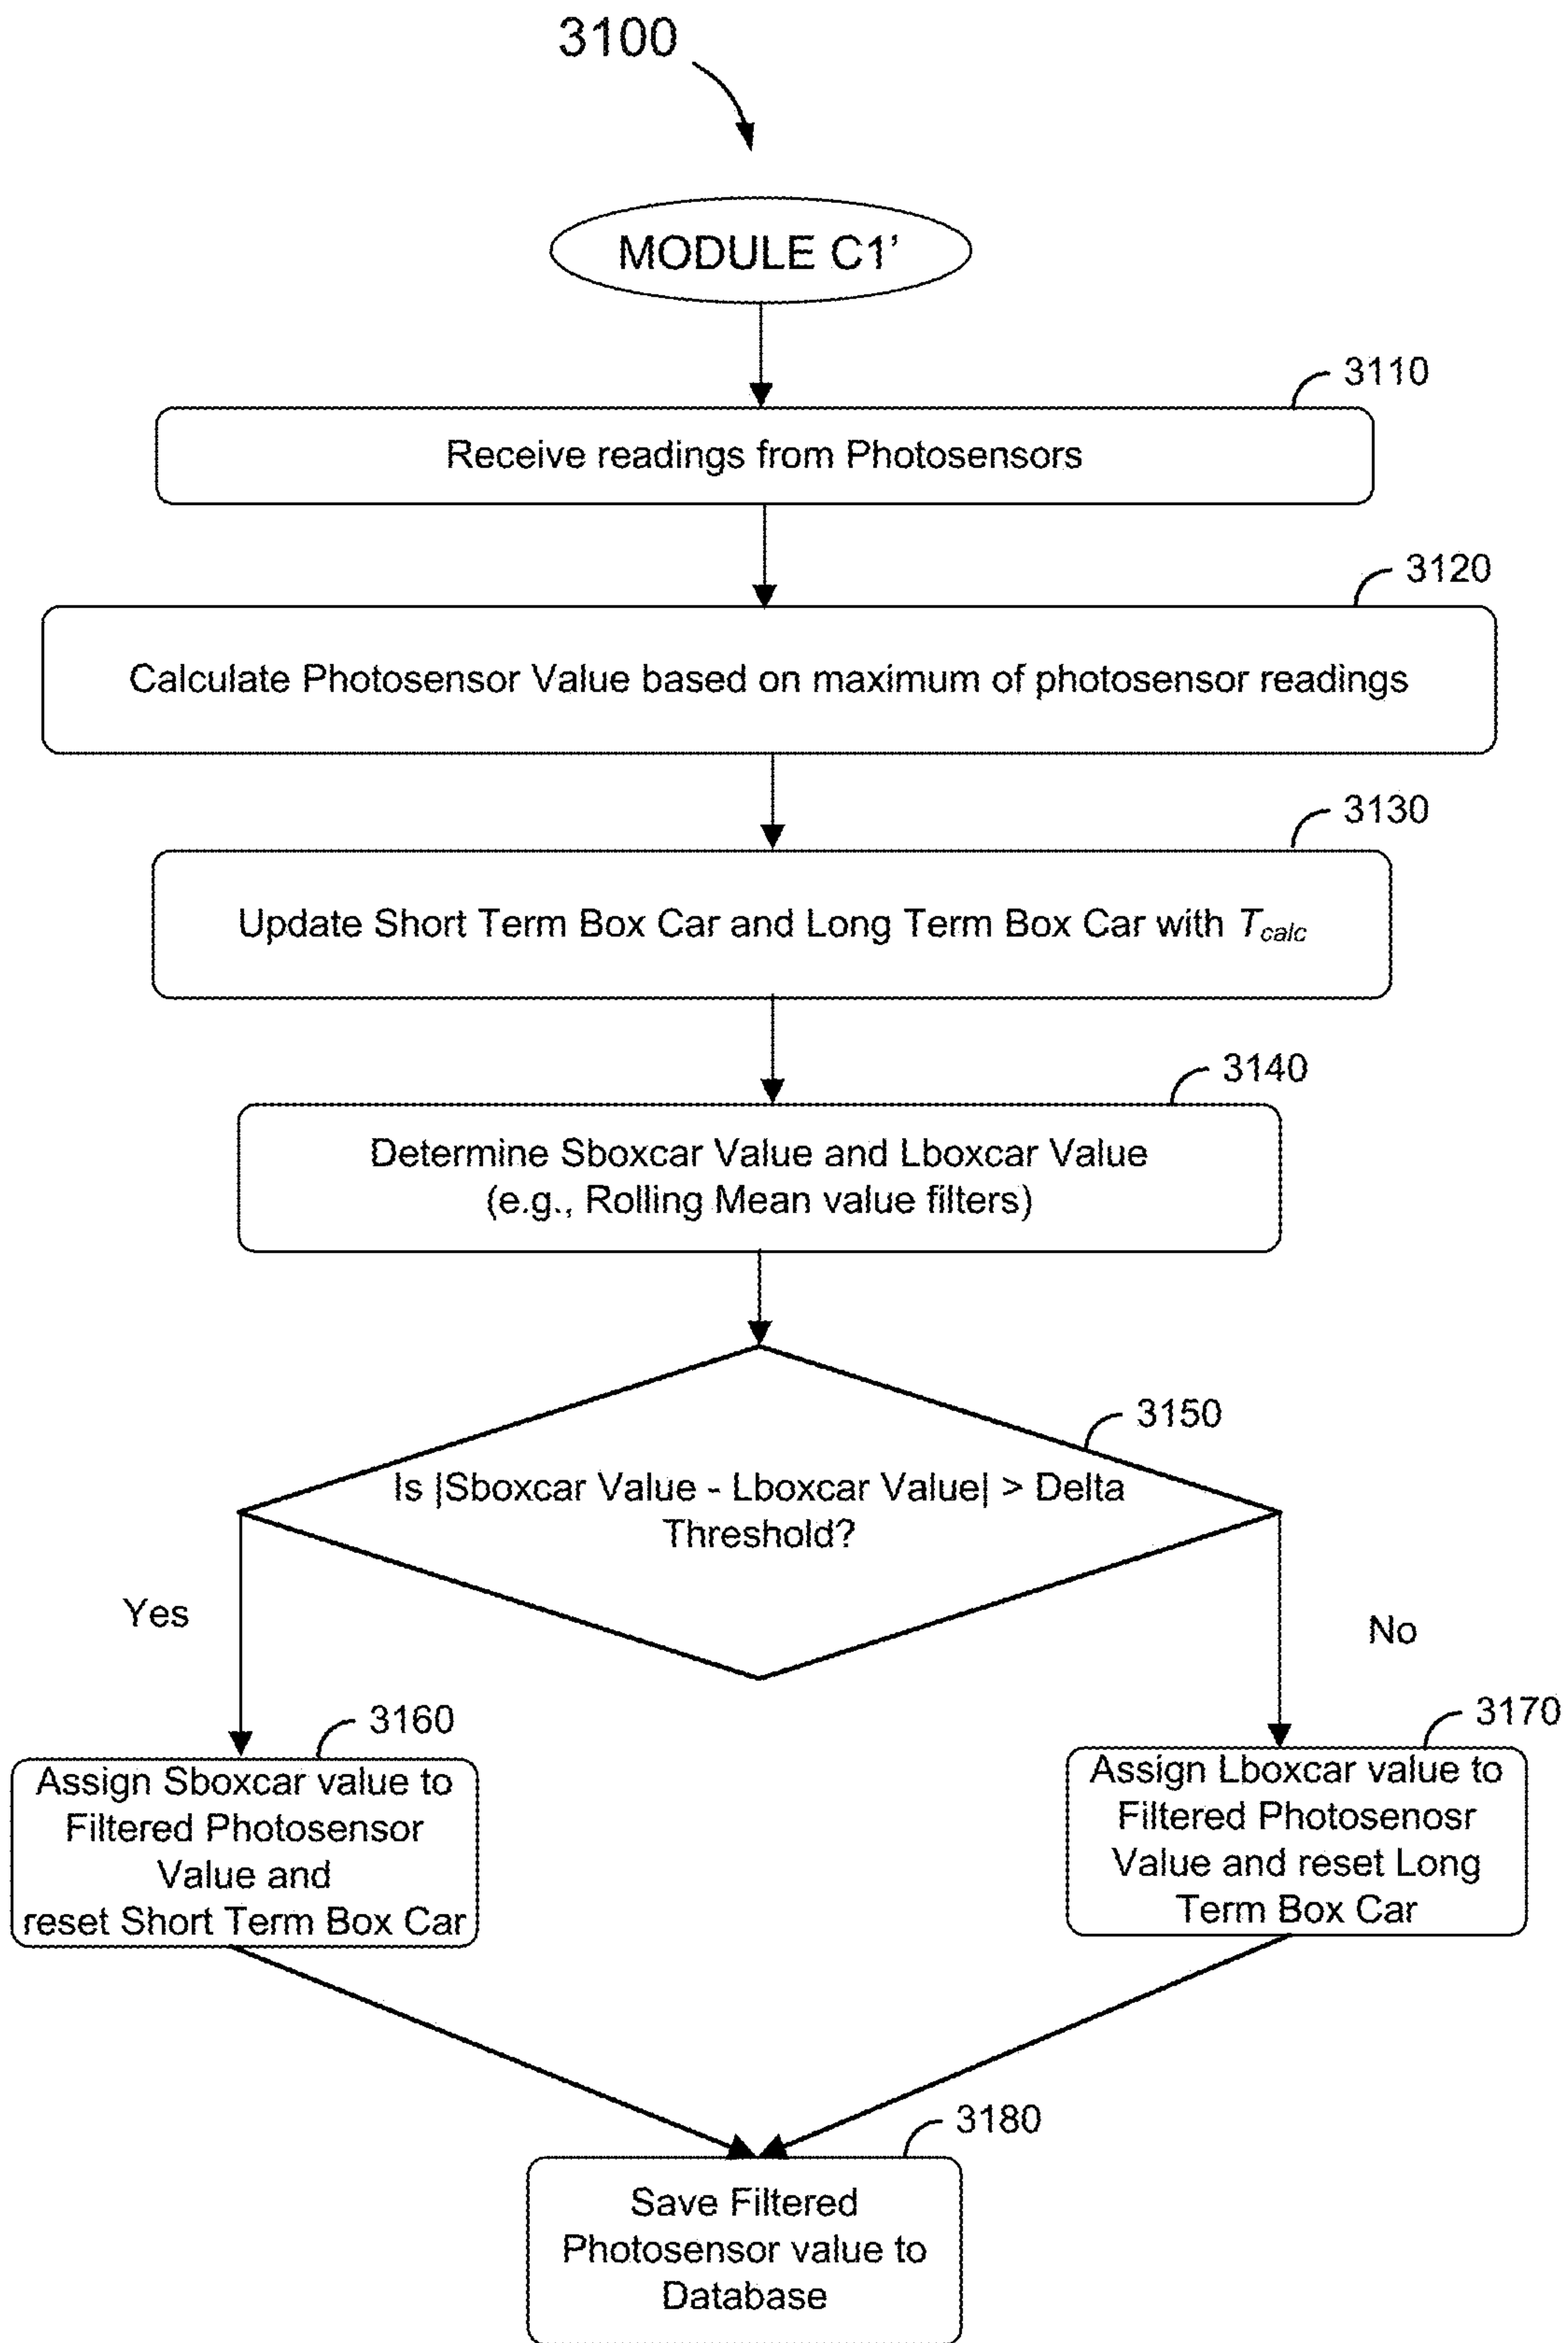 3100
MODULE C1’
3110
Receive readings from Photosensors
3120
Calculate Photosensor Value based on maximum of photosensor readings
3130
Update Short Term Box Car and Long Term Box Car with Tcalc
3140
Determine Sboxcar Value and Lboxcar Value
(e.g., Rolling Mean value filters)
3150
Is |Sboxcar Value - Lboxcar Value| > Delta
Threshold?
Yes
No
3160
Assign Sboxcar value to
Filtered Photosensor
Value and
reset Short Term Box Car
3170
Assign Lboxcar value to
Filtered Photosenosr
Value and reset Long
Term Box Car
3180
Save Filtered
Photosensor value to
Database